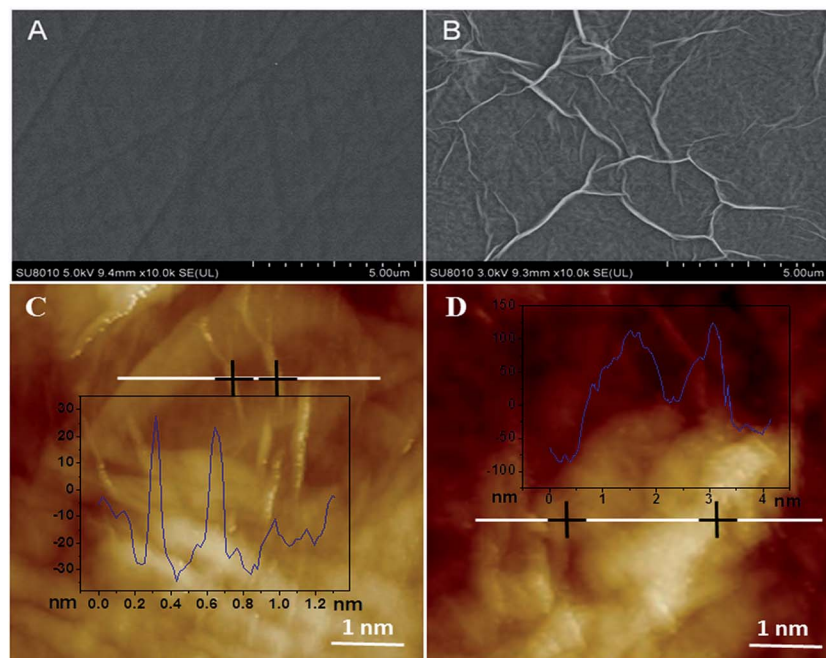 A
B
SU8010 5.0kV 9.4mm x10.0k SE(UL) 5.00um
SU8010 3.0kV 9.3mm x10.0k SE(UL) 5.00um
C
30
20
10
0
-10
-20
-30
nm 0.0 0.2 0.4 0.6 0.8 1.0 1.2 nm
1 nm
D
150
100
50
0
-50
-100
nm 0 1 2 3 4 nm
1 nm